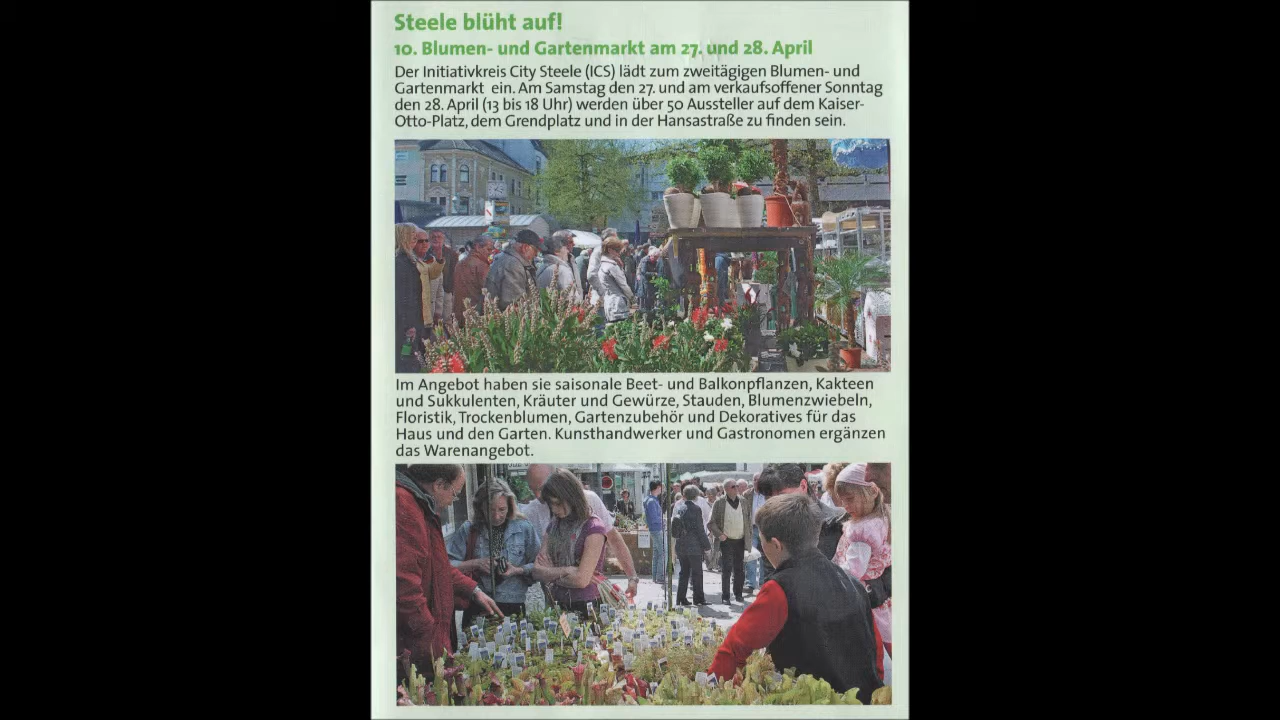 Steele blüht auf!
10. Blumen- und Gartenmarkt am 27. und 28. April
Der Initiativkreis City Steele (ICS) lädt zum zweitägigen Blumen- und
Gartenmarkt ein. Am Samstag den 27. und am verkaufsoffener Sonntag
den 28. April (13 bis 18 Uhr) werden über 50 Aussteller auf dem Kaiser-
Otto-Platz, dem Grendplatz und in der Hansastraße zu finden sein.
Im Angebot haben sie saisonale Beet- und Balkonpflanzen, Kakteen
und Sukkulenten, Kräuter und Gewürze, Stauden, Blumenzwiebeln,
Floristik, Trockenblumen, Gartenzubehör und Dekoratives für das
Haus und den Garten. Kunsthandwerker und Gastronomen ergänzen
das Warenangebot.